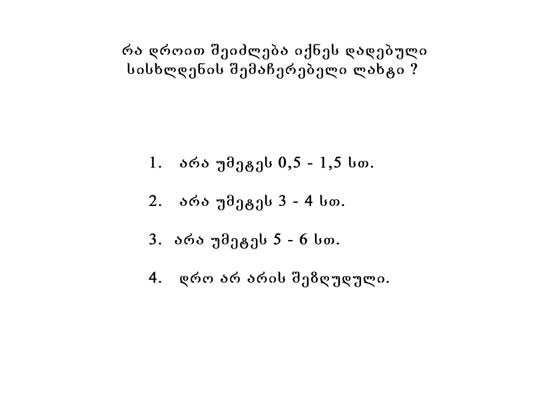 რა დროით შეიძლება იქნეს დადებული
სისხლდენის შემაჩერებელი ლახტი ?
1. არა უმეტეს 0,5 - 1,5 სთ.
2. არა უმეტეს 3 - 4 სთ.
3. არა უმეტეს 5 - 6 სთ.
4. დრო არ არის შეზღუდული.